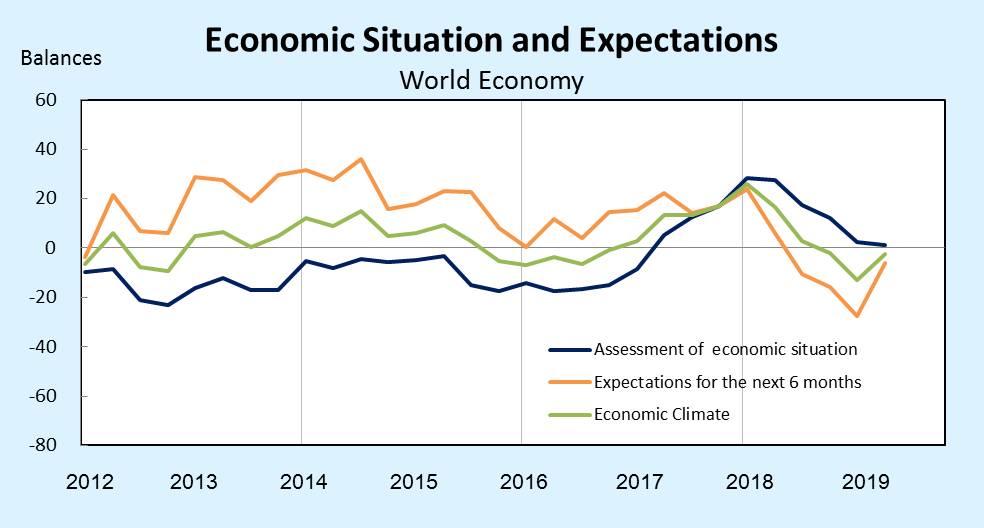 Economic Situation and Expectations
Balances
World Economy
60
40
20
0
-20
-40
-60
-80
Assessment of  economic situation
Expectations for the next 6 months
Economic Climate
2012 2013 2014 2015 2016 2017 2018 2019